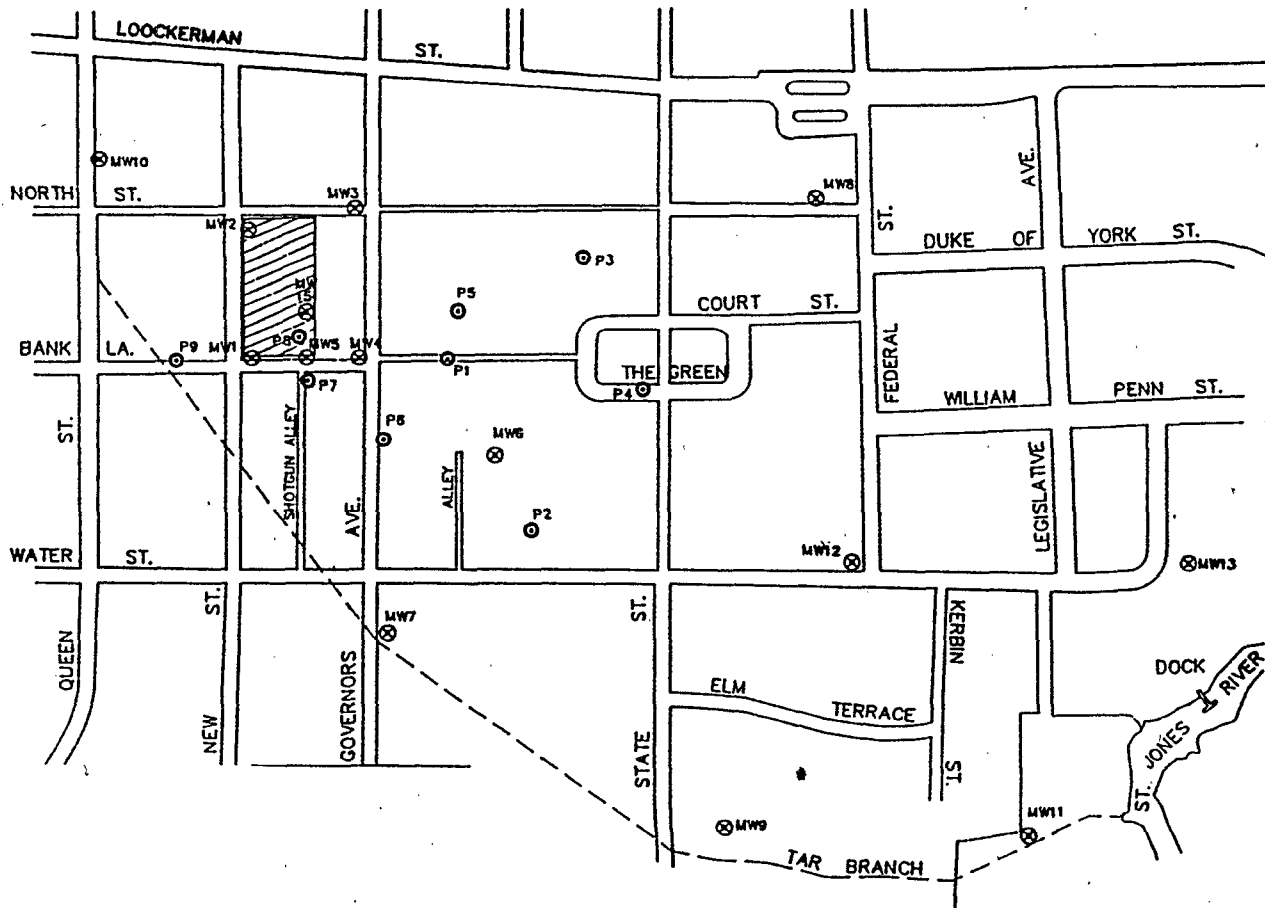 LOOCKERMAN ST.
MW10
NORTH ST.
MW3
MW8
MW2
AVE.
ST.
DUKE OF YORK ST.
P3
MW
15
P5
COURT ST.
P8
BANK LA.
P9
MW1
MW5
MW4
P1
THE GREEN
FEDERAL
P7
P4
WILLIAM PENN ST.
P6
MW6
ST.
SHOTGUN ALLEY
ALLEY
AVE.
LEGISLATIVE
P2
WATER ST.
MW12
MW13
ST.
ST.
KERBIN
MW7
QUEEN
DOCK
RIVER
ELM TERRACE
NEW
GOVERNORS
STATE
JONES
ST.
ST.
MW9
MW11
TAR BRANCH